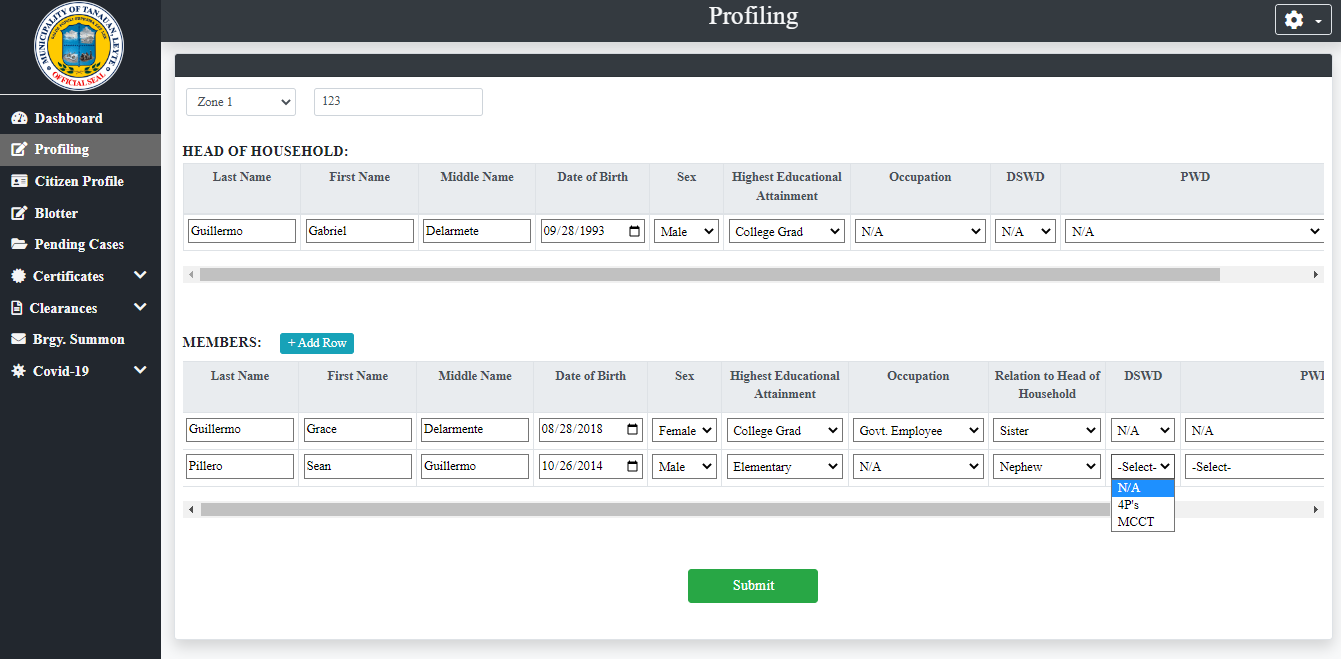 MUNICIPALITY OF TANAUAN, LEYTE
OFFICIAL SEAL
Profiling
Dashboard
Profiling
Citizen Profile
Blotter
Pending Cases
Certificates
Clearances
Brgy. Summon
Covid-19
Zone 1 123
HEAD OF HOUSEHOLD:
Last Name First Name Middle Name Date of Birth Sex Highest Educational Attainment Occupation DSWD PWD
Guillermo Gabriel Delarmete 09/28/1993 Male College Grad N/A N/A N/A
MEMBERS: + Add Row
Last Name First Name Middle Name Date of Birth Sex Highest Educational Attainment Occupation Relation to Head of Household DSWD PWD
Guillermo Grace Delarmente 08/28/2018 Female College Grad Govt. Employee Sister N/A N/A
Pillero Sean Guillermo 10/26/2014 Male Elementary N/A Nephew -Select- -Select-
N/A
4P's
MCCT
Submit